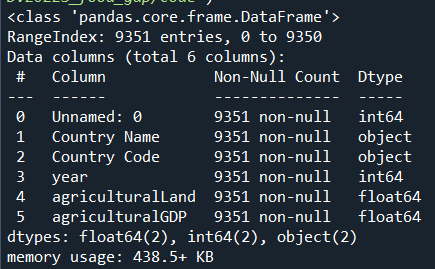 <class 'pandas.core.frame.DataFrame'>
RangeIndex: 9351 entries, 0 to 9350
Data columns (total 6 columns):
 #   Column            Non-Null Count  Dtype
---  ------            --------------  -----
 0   Unnamed: 0        9351 non-null   int64
 1   Country Name      9351 non-null   object
 2   Country Code      9351 non-null   object
 3   year              9351 non-null   int64
 4   agriculturalLand  9351 non-null   float64
 5   agriculturalGDP   9351 non-null   float64
dtypes: float64(2), int64(2), object(2)
memory usage: 438.5+ KB